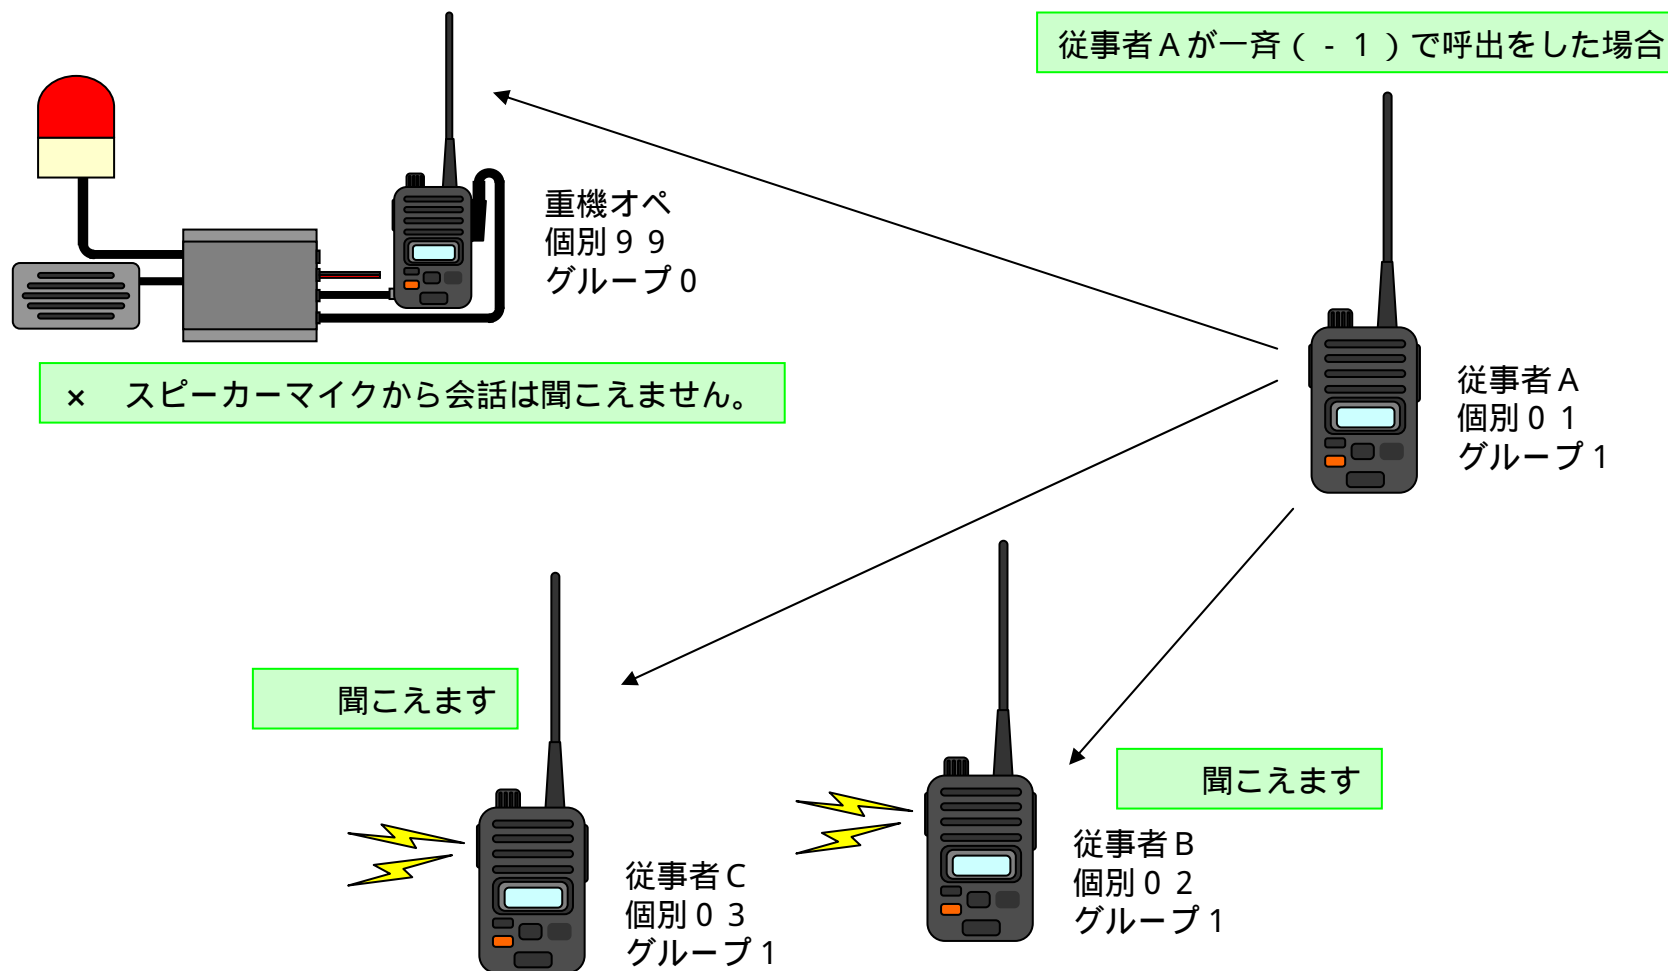 従事者Aが一斉(-1)で呼出をした場合
重機オペ
個別99
グループ0
× スピーカーマイクから会話は聞こえません。
従事者A
個別01
グループ1
聞こえます
従事者C
個別03
グループ1
聞こえます
従事者B
個別02
グループ1